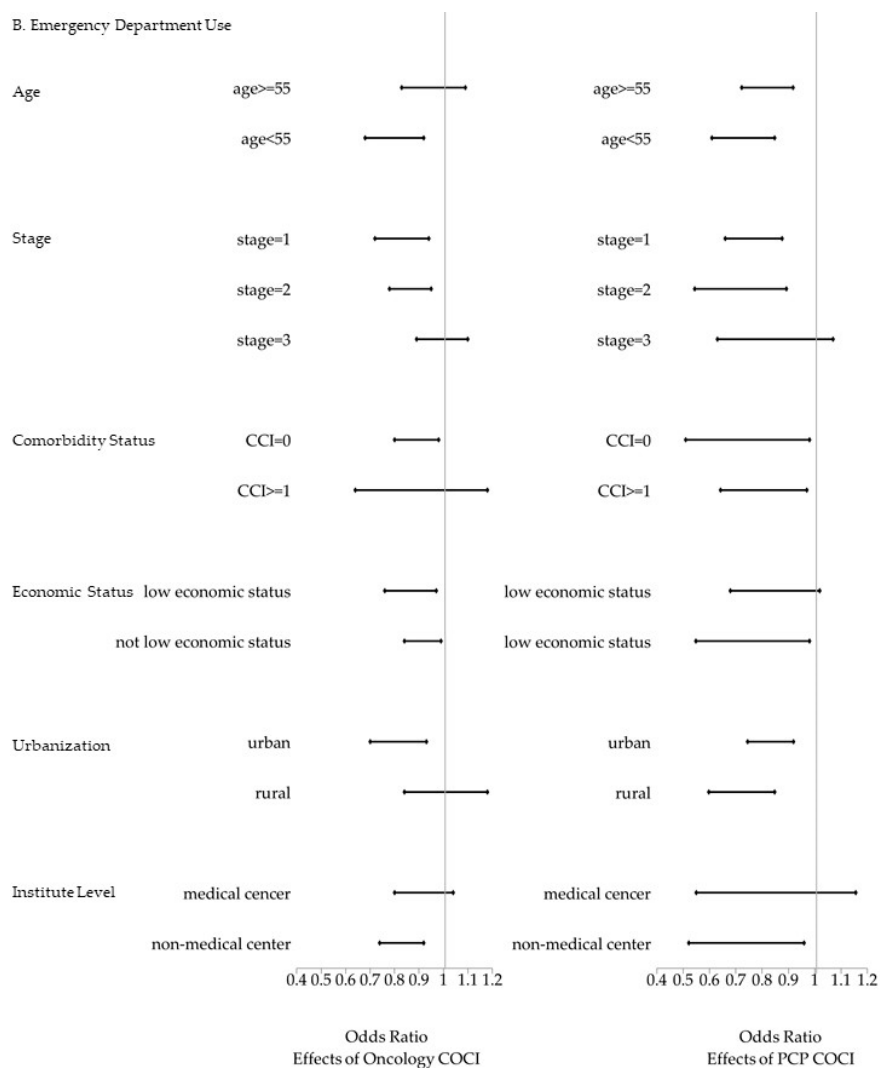 B. Emergency Department Use
Age age>=55 age>=55
age<55 age<55
Stage stage=1 stage=1
stage=2 stage=2
stage=3 stage=3
Comorbidity Status CCI=0 CCI=0
CCI>=1 CCI>=1
Economic Status low economic status low economic status
not low economic status low economic status
Urbanization urban urban
rural rural
Institute Level medical cencer medical cencer
non-medical center non-medical center
0.4 0.5 0.6 0.7 0.8 0.9 1 1.1 1.2 0.4 0.5 0.6 0.7 0.8 0.9 1 1.1 1.2
Odds Ratio Odds Ratio
Effects of Oncology COCI Effects of PCP COCI